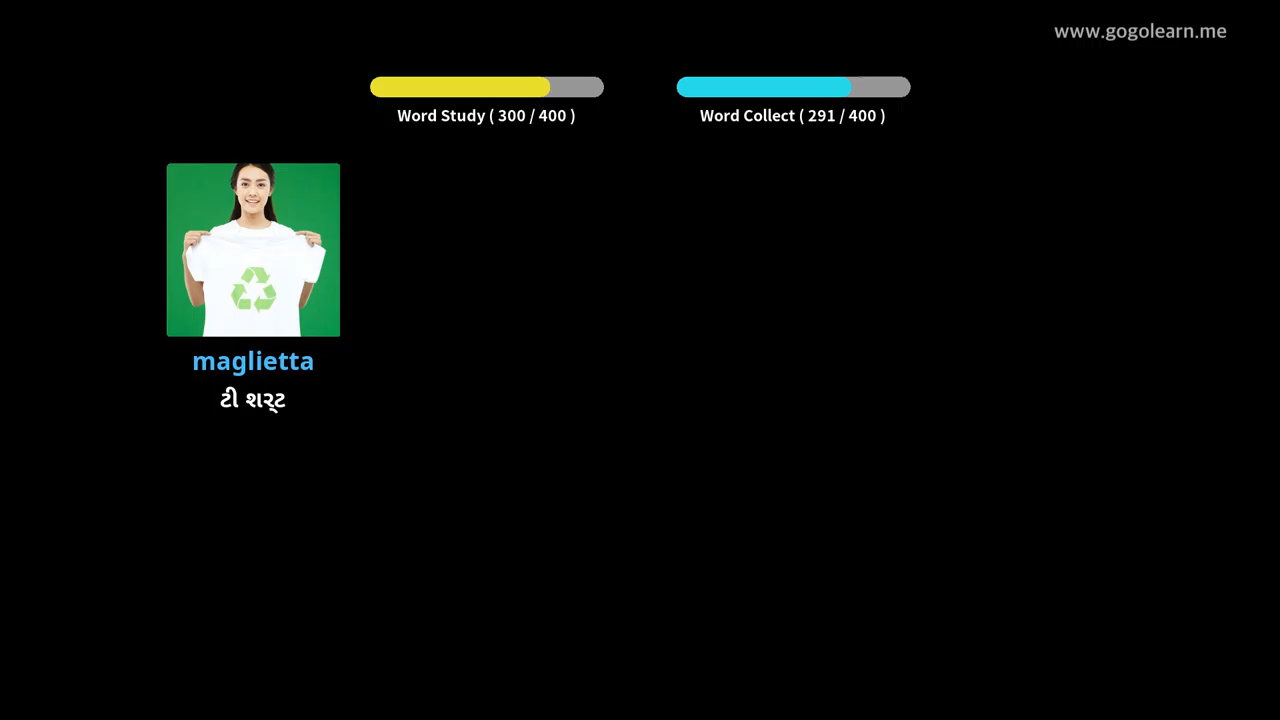 www.gogolearn.me
Word Study ( 300 / 400 )
Word Collect ( 291 / 400 )
maglietta
ટી શર્ટ